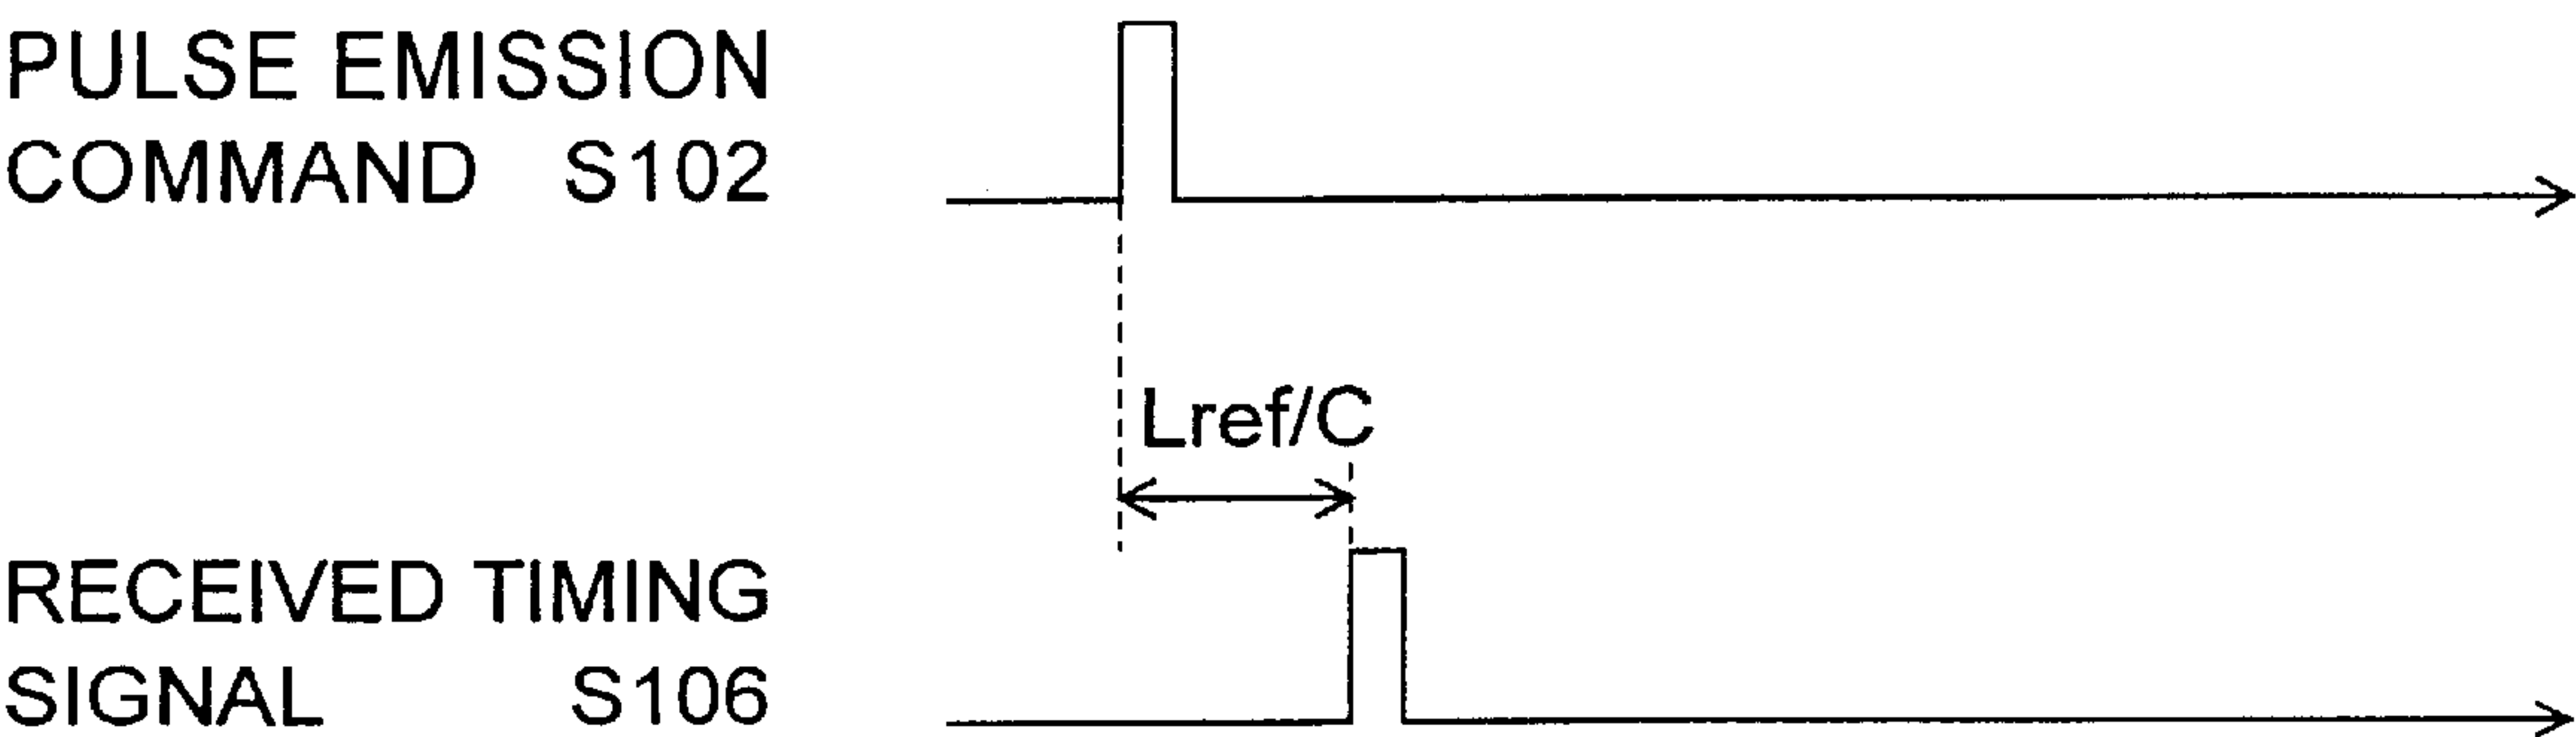 PULSE EMISSION
COMMAND S102
Lref/C
RECEIVED TIMING
SIGNAL S106